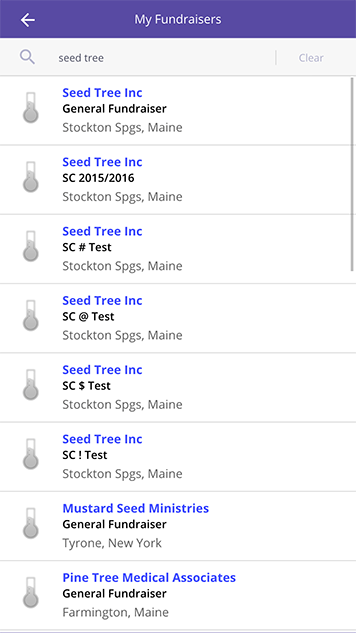 My Fundraisers
seed tree Clear
Seed Tree Inc
General Fundraiser
Stockton Spgs, Maine
Seed Tree Inc
SC 2015/2016
Stockton Spgs, Maine
Seed Tree Inc
SC # Test
Stockton Spgs, Maine
Seed Tree Inc
SC @ Test
Stockton Spgs, Maine
Seed Tree Inc
SC $ Test
Stockton Spgs, Maine
Seed Tree Inc
SC ! Test
Stockton Spgs, Maine
Mustard Seed Ministries
General Fundraiser
Tyrone, New York
Pine Tree Medical Associates
General Fundraiser
Farmington, Maine